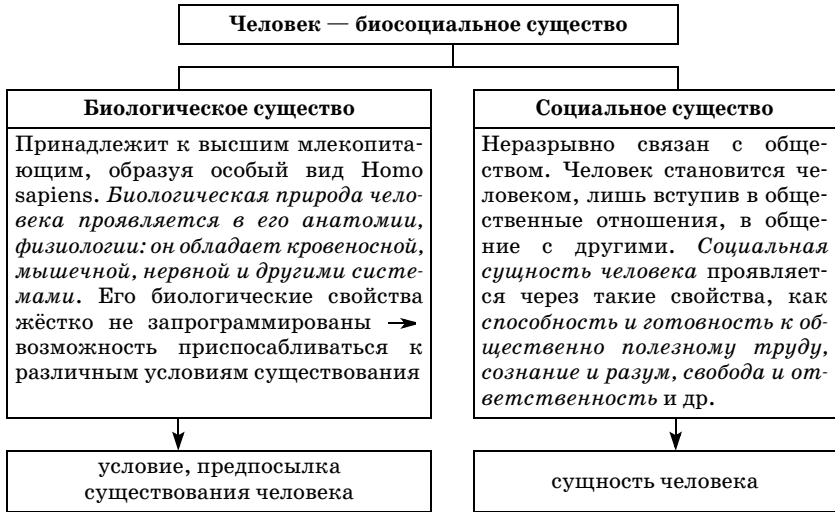 Человек — биосоциальное существо
Биологическое существо
Принадлежит к высшим млекопита-
ющим, образуя особый вид Homo
sapiens. Биологическая природа чело-
века проявляется в его анатомии,
физиологии: он обладает кровеносной,
мышечной, нервной и другими систе-
мами. Его биологические свойства
жёстко не запрограммированы →
возможность приспосабливаться к
различным условиям существования
условие, предпосылка
существования человека
Социальное существо
Неразрывно связан с обще-
ством. Человек становится че-
ловеком, лишь вступив в обще-
ственные отношения, в обще-
ние с другими. Социальная
сущность человека проявляет-
ся через такие свойства, как
способность и готовность к об-
щественно полезному труду,
сознание и разум, свобода и от-
ветственность и др.
сущность человека